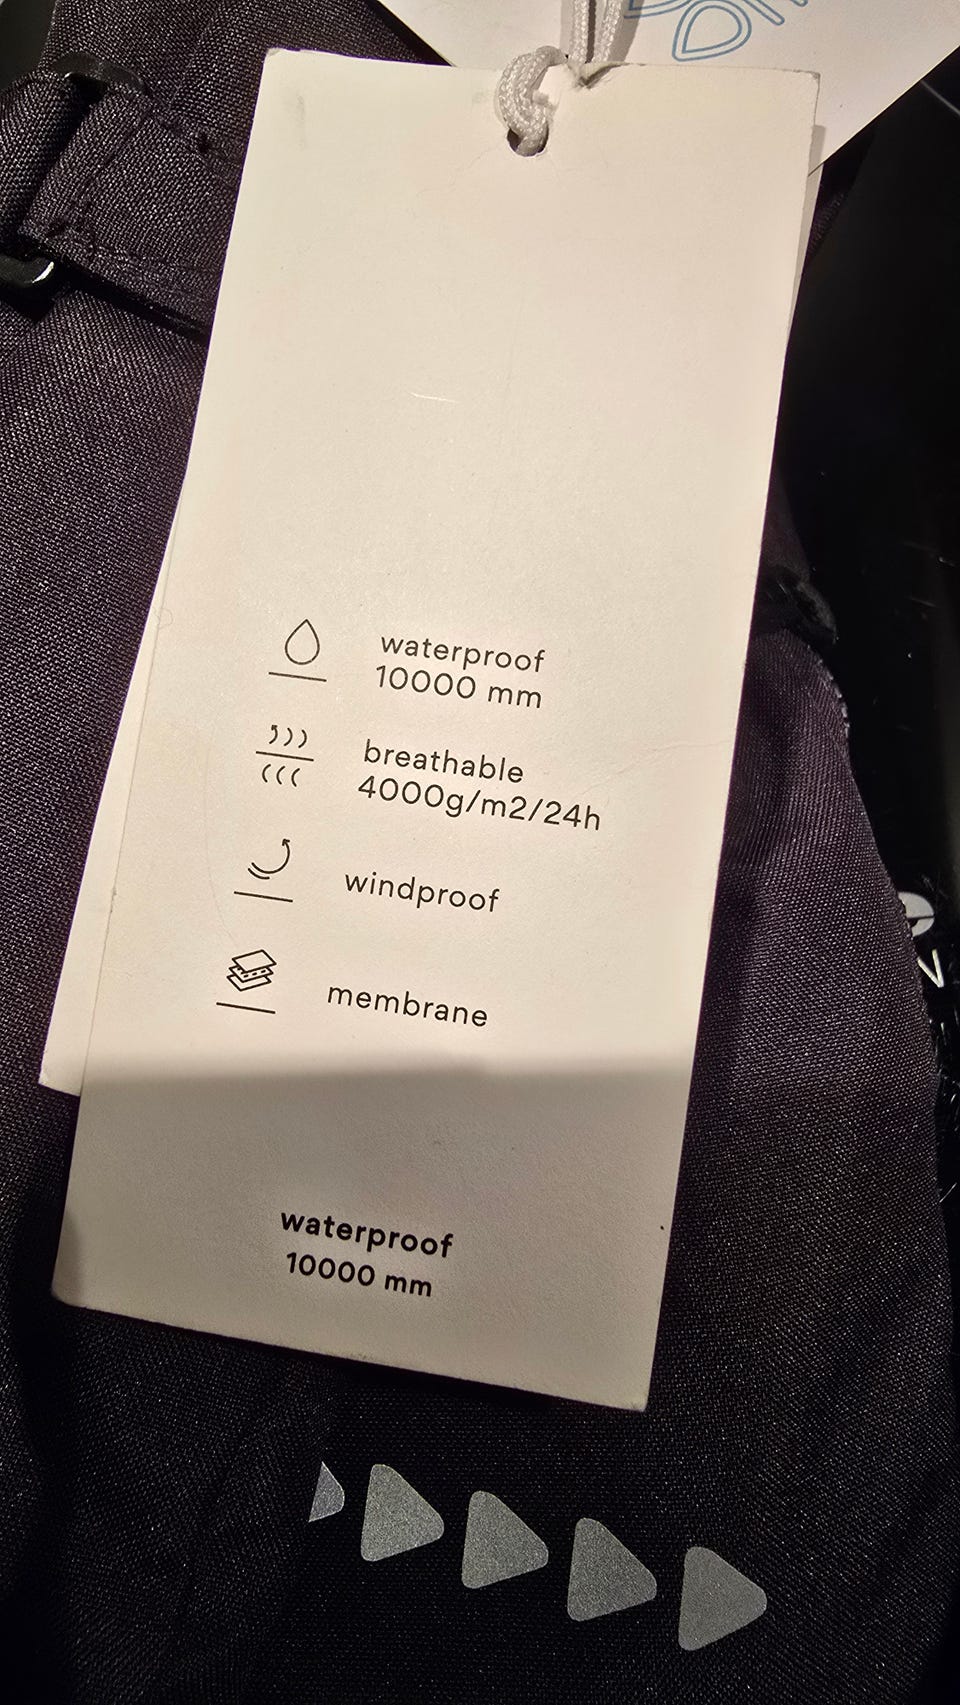 waterproof
10000 mm
breathable
4000g/m2/24h
windproof
membrane
waterproof
10000 mm